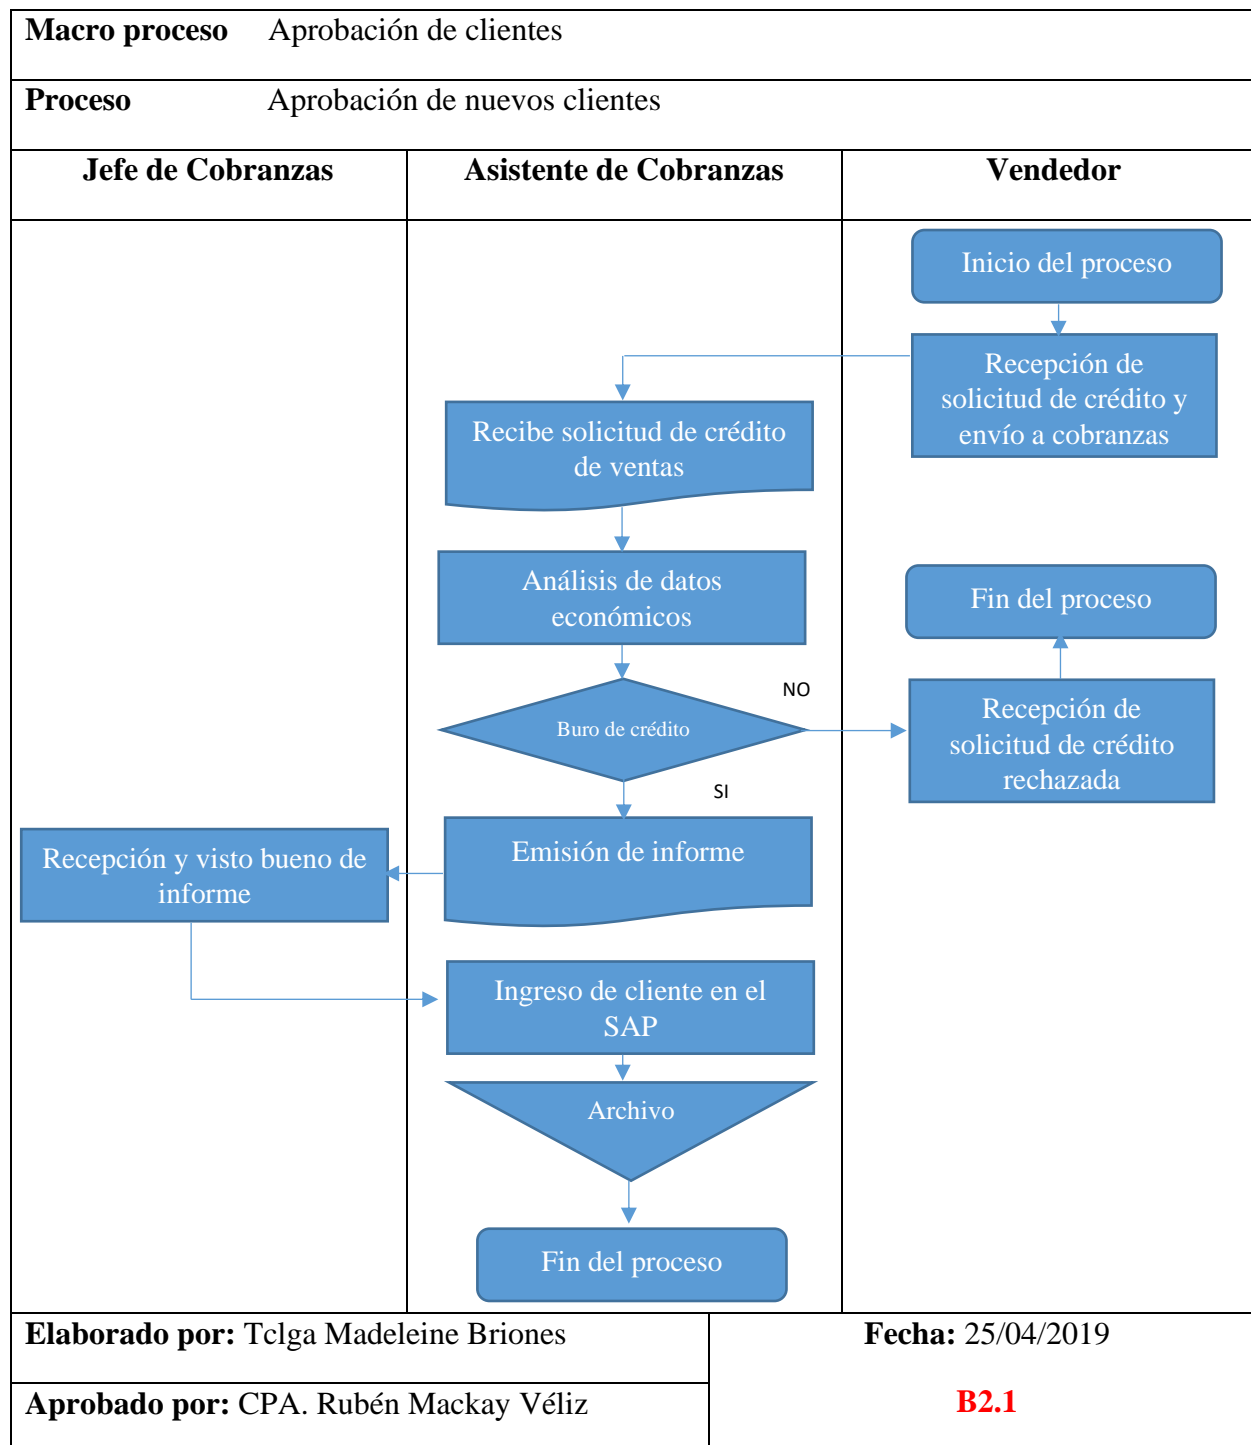 Macro proceso Aprobación de clientes
Proceso Aprobación de nuevos clientes
Jefe de Cobranzas Asistente de Cobranzas Vendedor
Inicio del proceso
Recepción de
solicitud de crédito y
envío a cobranzas
Recibe solicitud de crédito
de ventas
Análisis de datos
económicos
Fin del proceso
NO
Buro de crédito
Recepción de
solicitud de crédito
rechazada
SI
Emisión de informe
Recepción y visto bueno de
informe
Ingreso de cliente en el
SAP
Archivo
Fin del proceso
Elaborado por: Tclga Madeleine Briones
Fecha: 25/04/2019
Aprobado por: CPA. Rubén Mackay Véliz
B2.1